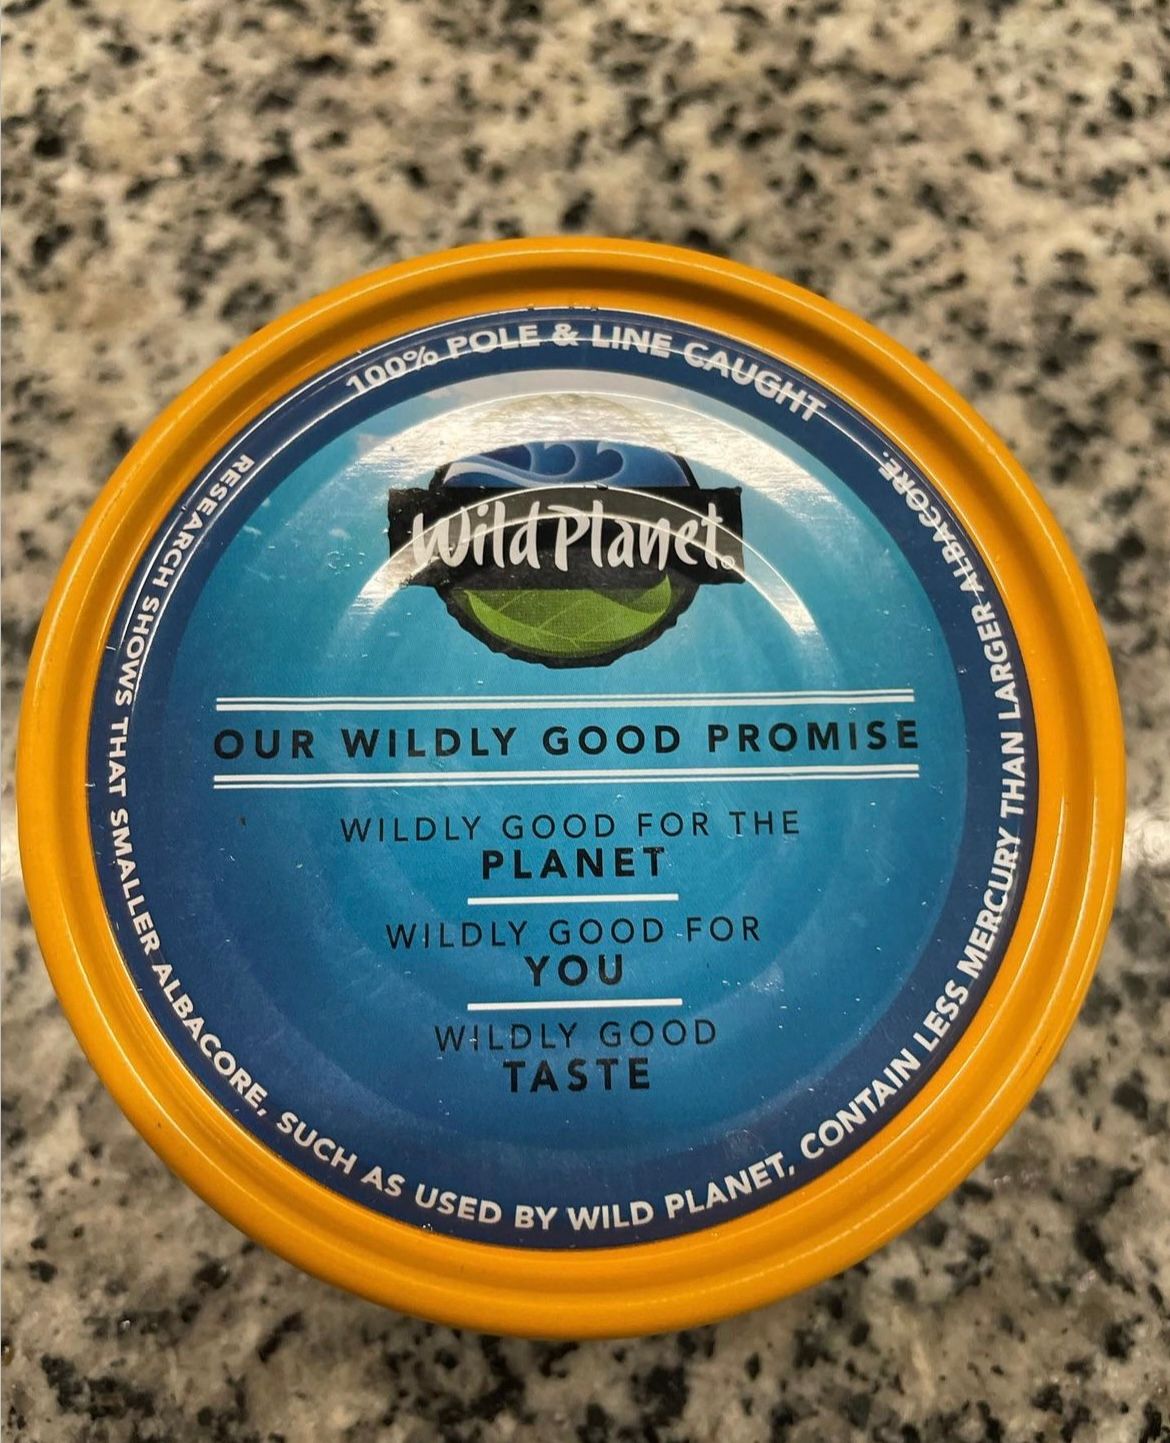 100% POLE & LINE CAUGHT
Wild Planet®
OUR WILDLY GOOD PROMISE
WILDLY GOOD FOR THE
PLANET
WILDLY GOOD FOR
YOU
WILDLY GOOD
TASTE
RESEARCH SHOWS THAT SMALLER ALBACORE, SUCH AS USED BY WILD PLANET, CONTAIN LESS MERCURY THAN LARGER ALBACORE.